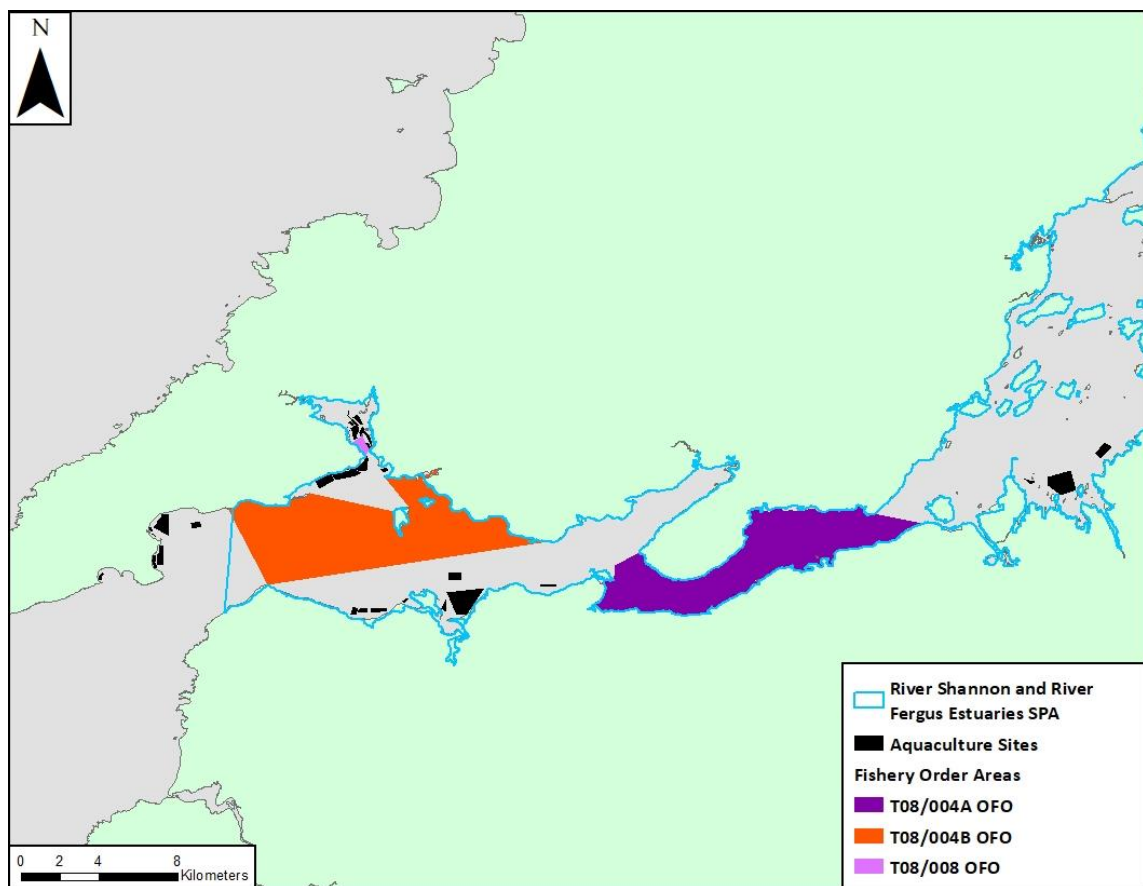 N
River Shannon and River
Fergus Estuaries SPA
Aquaculture Sites
Fishery Order Areas
T08/004A OFO
T08/004B OFO
T08/008 OFO
0 2 4 8
Kilometers